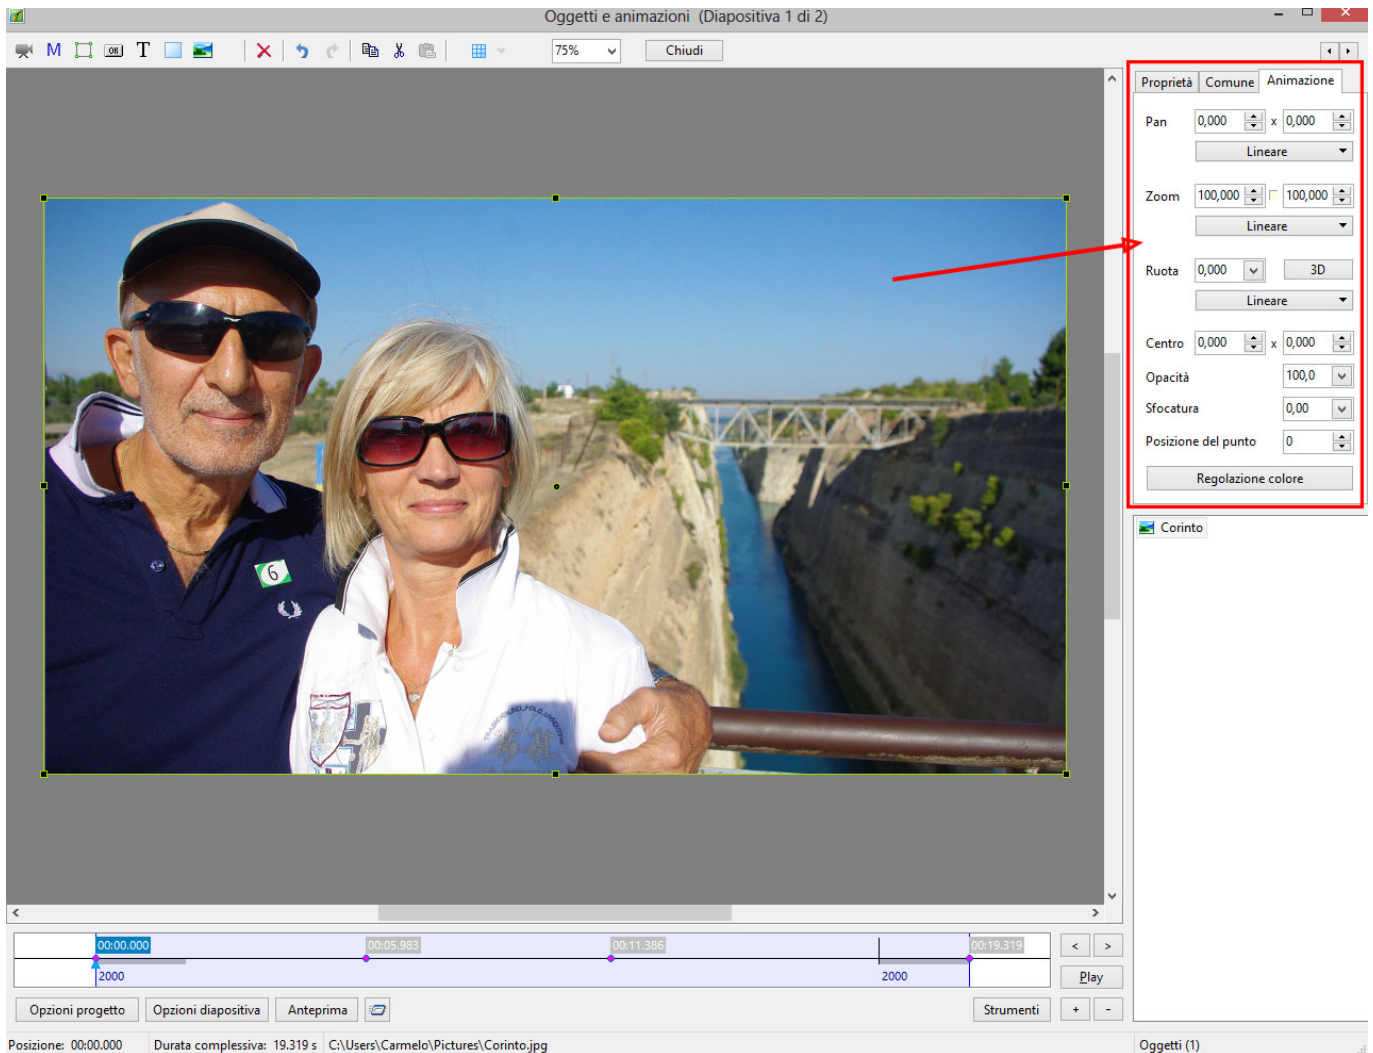 Oggetti e animazioni (Diapositiva 1 di 2)
M OK T 75% Chiudi
Proprietà Comune Animazione
Pan 0,000 x 0,000
Lineare
Zoom 100,000 100,000
Lineare
Ruota 0,000 3D
Lineare
Centro 0,000 x 0,000
Opacità 100,0
Sfocatura 0,00
Posizione del punto 0
Regolazione colore
Corinto
6
00:00.000 00:05.983 00:11.386 00:19.319 < >
2000 2000 Play
Opzioni progetto Opzioni diapositiva Anteprima Strumenti + -
Posizione: 00:00.000 Durata complessiva: 19.319 s C:\Users\Carmelo\Pictures\Corinto.jpg Oggetti (1)